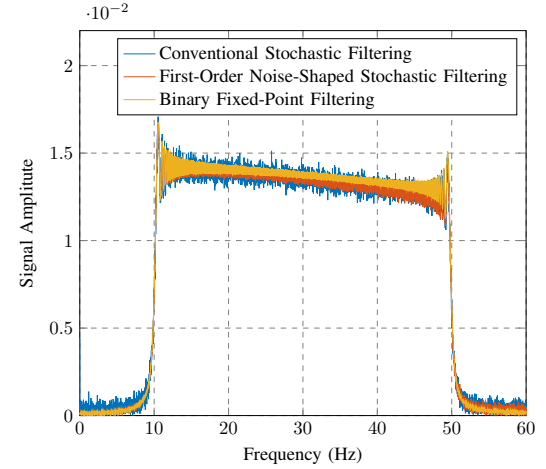 ·10⁻²
2
1.5
1
0.5
0
0
10
20
30
40
50
60
Signal Amplitute
Frequency (Hz)
Conventional Stochastic Filtering
First-Order Noise-Shaped Stochastic Filtering
Binary Fixed-Point Filtering